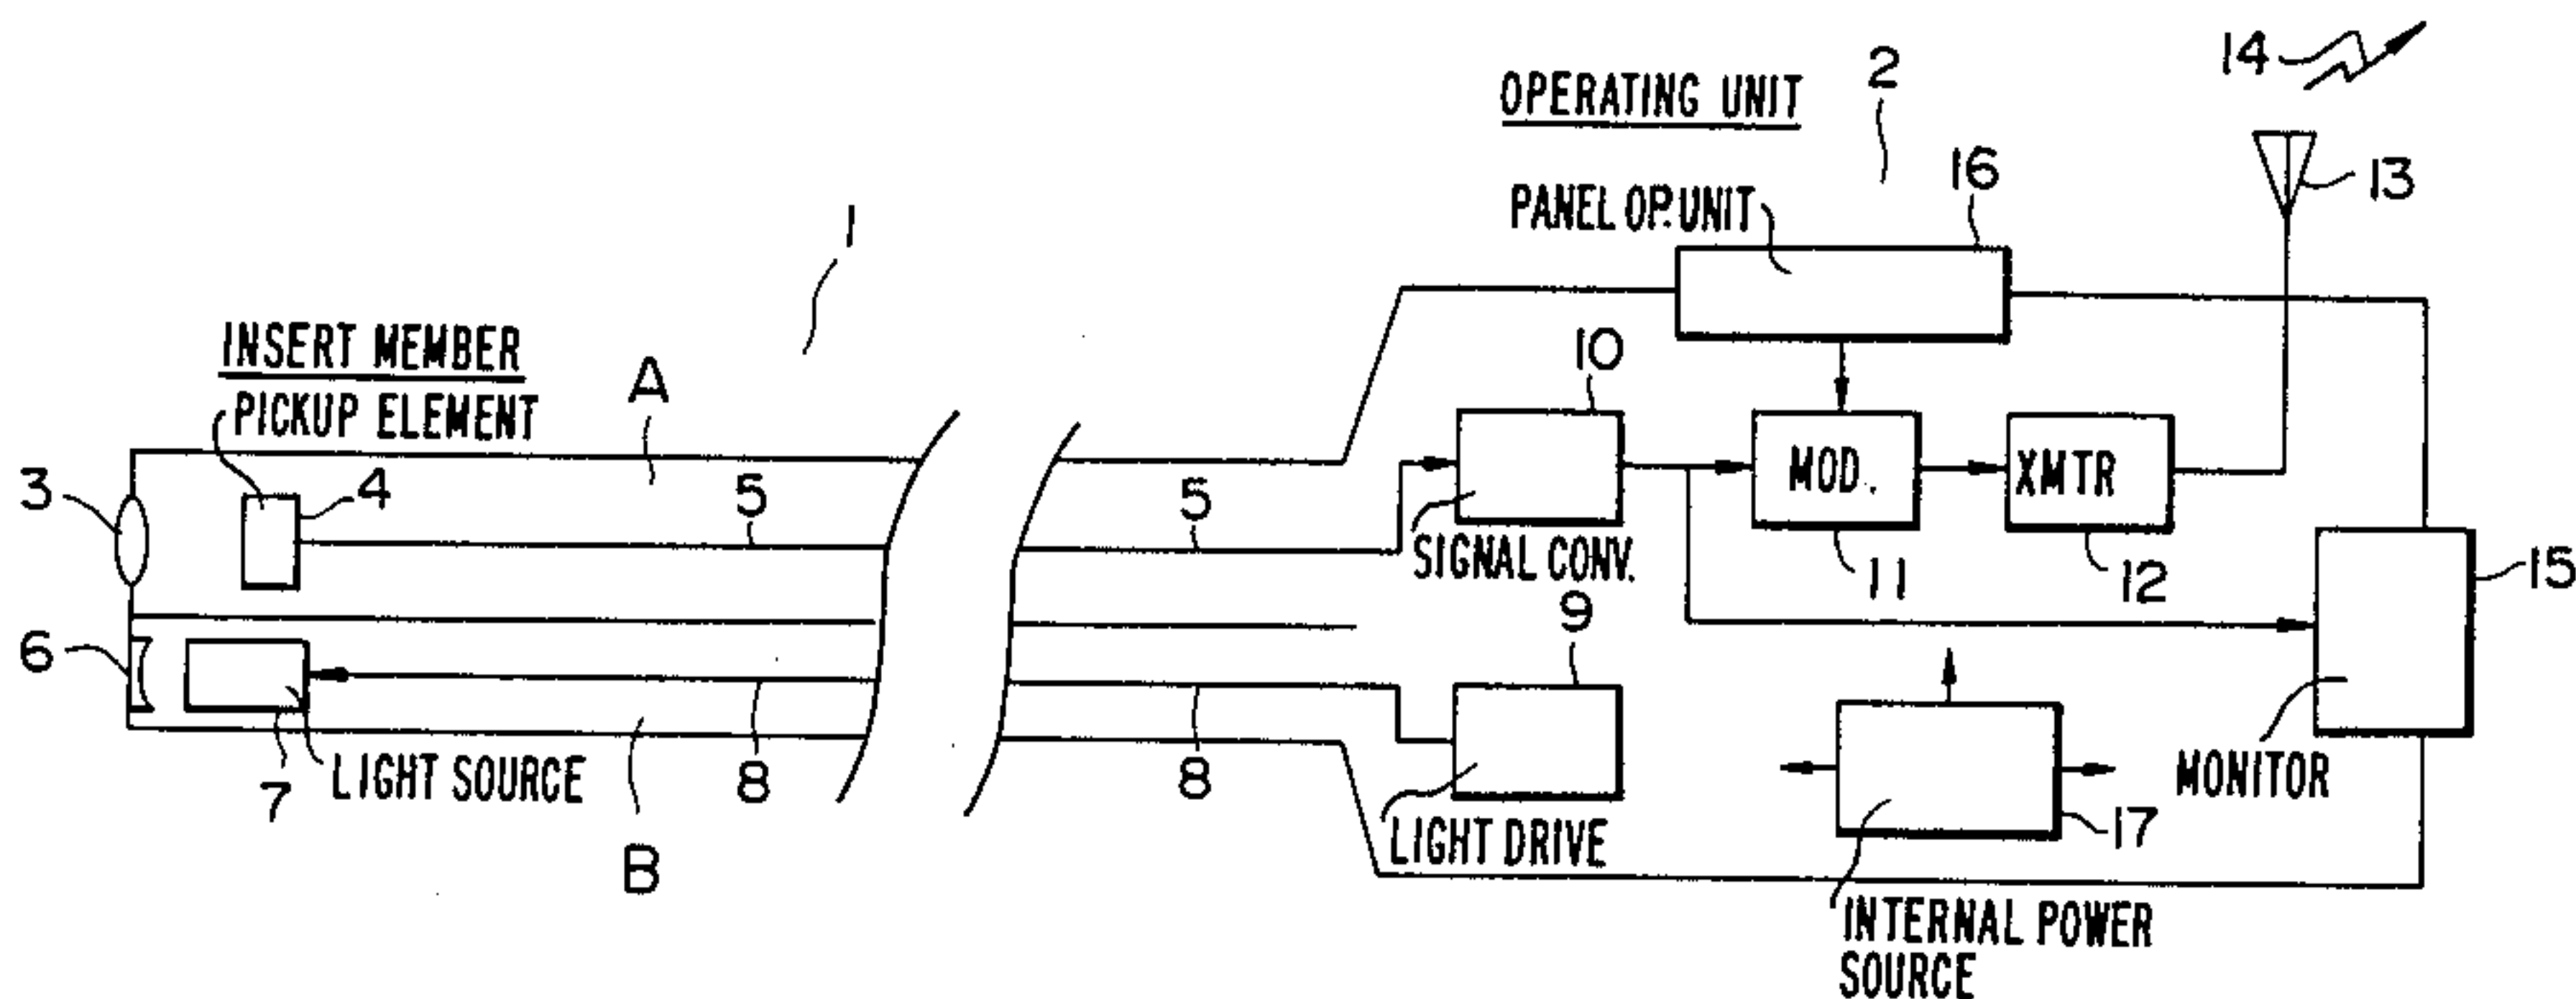 14
2
OPERATING UNIT
13
16
PANEL OP. UNIT
1
INSERT MEMBER
A
PICKUP ELEMENT
10
3
4
5
5
MOD.
XMTR
SIGNAL CONV.
11
12
15
6
9
7
LIGHT SOURCE
8
8
MONITOR
LIGHT DRIVE
17
B
INTERNAL POWER
SOURCE